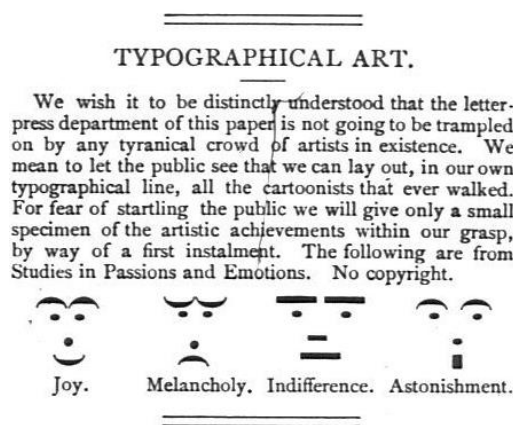 TYPOGRAPHICAL ART.
We wish it to be distinctly understood that the letter-
press department of this paper is not going to be trampled
on by any tyranical crowd of artists in existence. We
mean to let the public see that we can lay out, in our own
typographical line, all the cartoonists that ever walked.
For fear of startling the public we will give only a small
specimen of the artistic achievements within our grasp,
by way of a first instalment. The following are from
Studies in Passions and Emotions. No copyright.
Joy. Melancholy. Indifference. Astonishment.